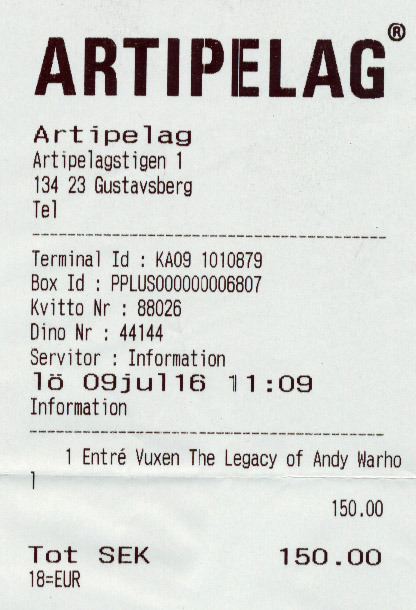 ARTIPELAG®
Artipelag
Artipelagstigen 1
134 23 Gustavsberg
Tel
Terminal Id : KA09 1010879
Box Id : PPLUS000000006807
Kvitto Nr : 88026
Dino Nr : 44144
Servitor : Information
lö 09jul16 11:09
Information
1 Entré Vuxen The Legacy of Andy Warho
l
150.00
Tot SEK 150.00
18=EUR